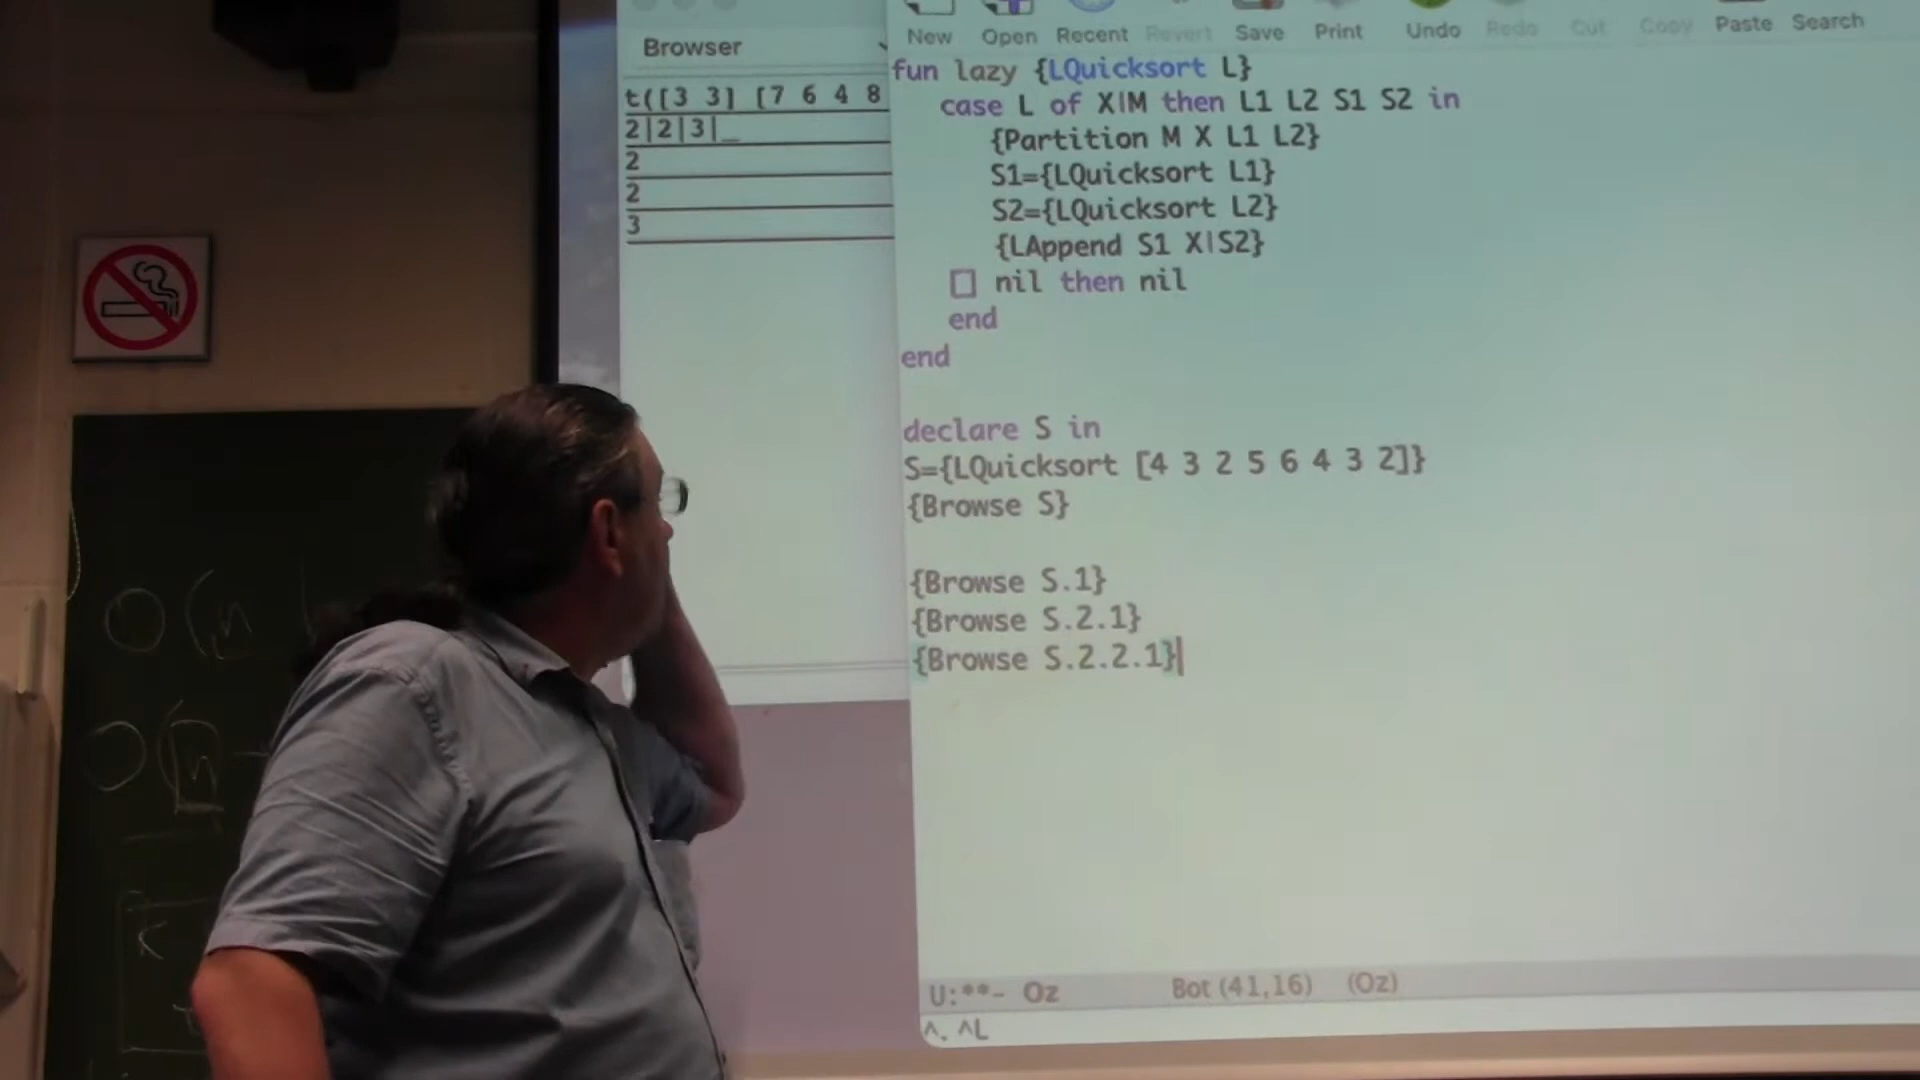 Browser
t([3 3] [7 6 4 8
2|2|3|_
2
2
3
New Open Recent Revert Save Print Undo Redo Cut Copy Paste Search
fun lazy {LQuicksort L}
case L of X|M then L1 L2 S1 S2 in
{Partition M X L1 L2}
S1={LQuicksort L1}
S2={LQuicksort L2}
{LAppend S1 X|S2}
[] nil then nil
end
end
declare S in
S={LQuicksort [4 3 2 5 6 4 3 2]}
{Browse S}
{Browse S.1}
{Browse S.2.1}
{Browse S.2.2.1}
U:**- Oz Bot (41,16) (Oz)
^. ^L
O(n
O(n